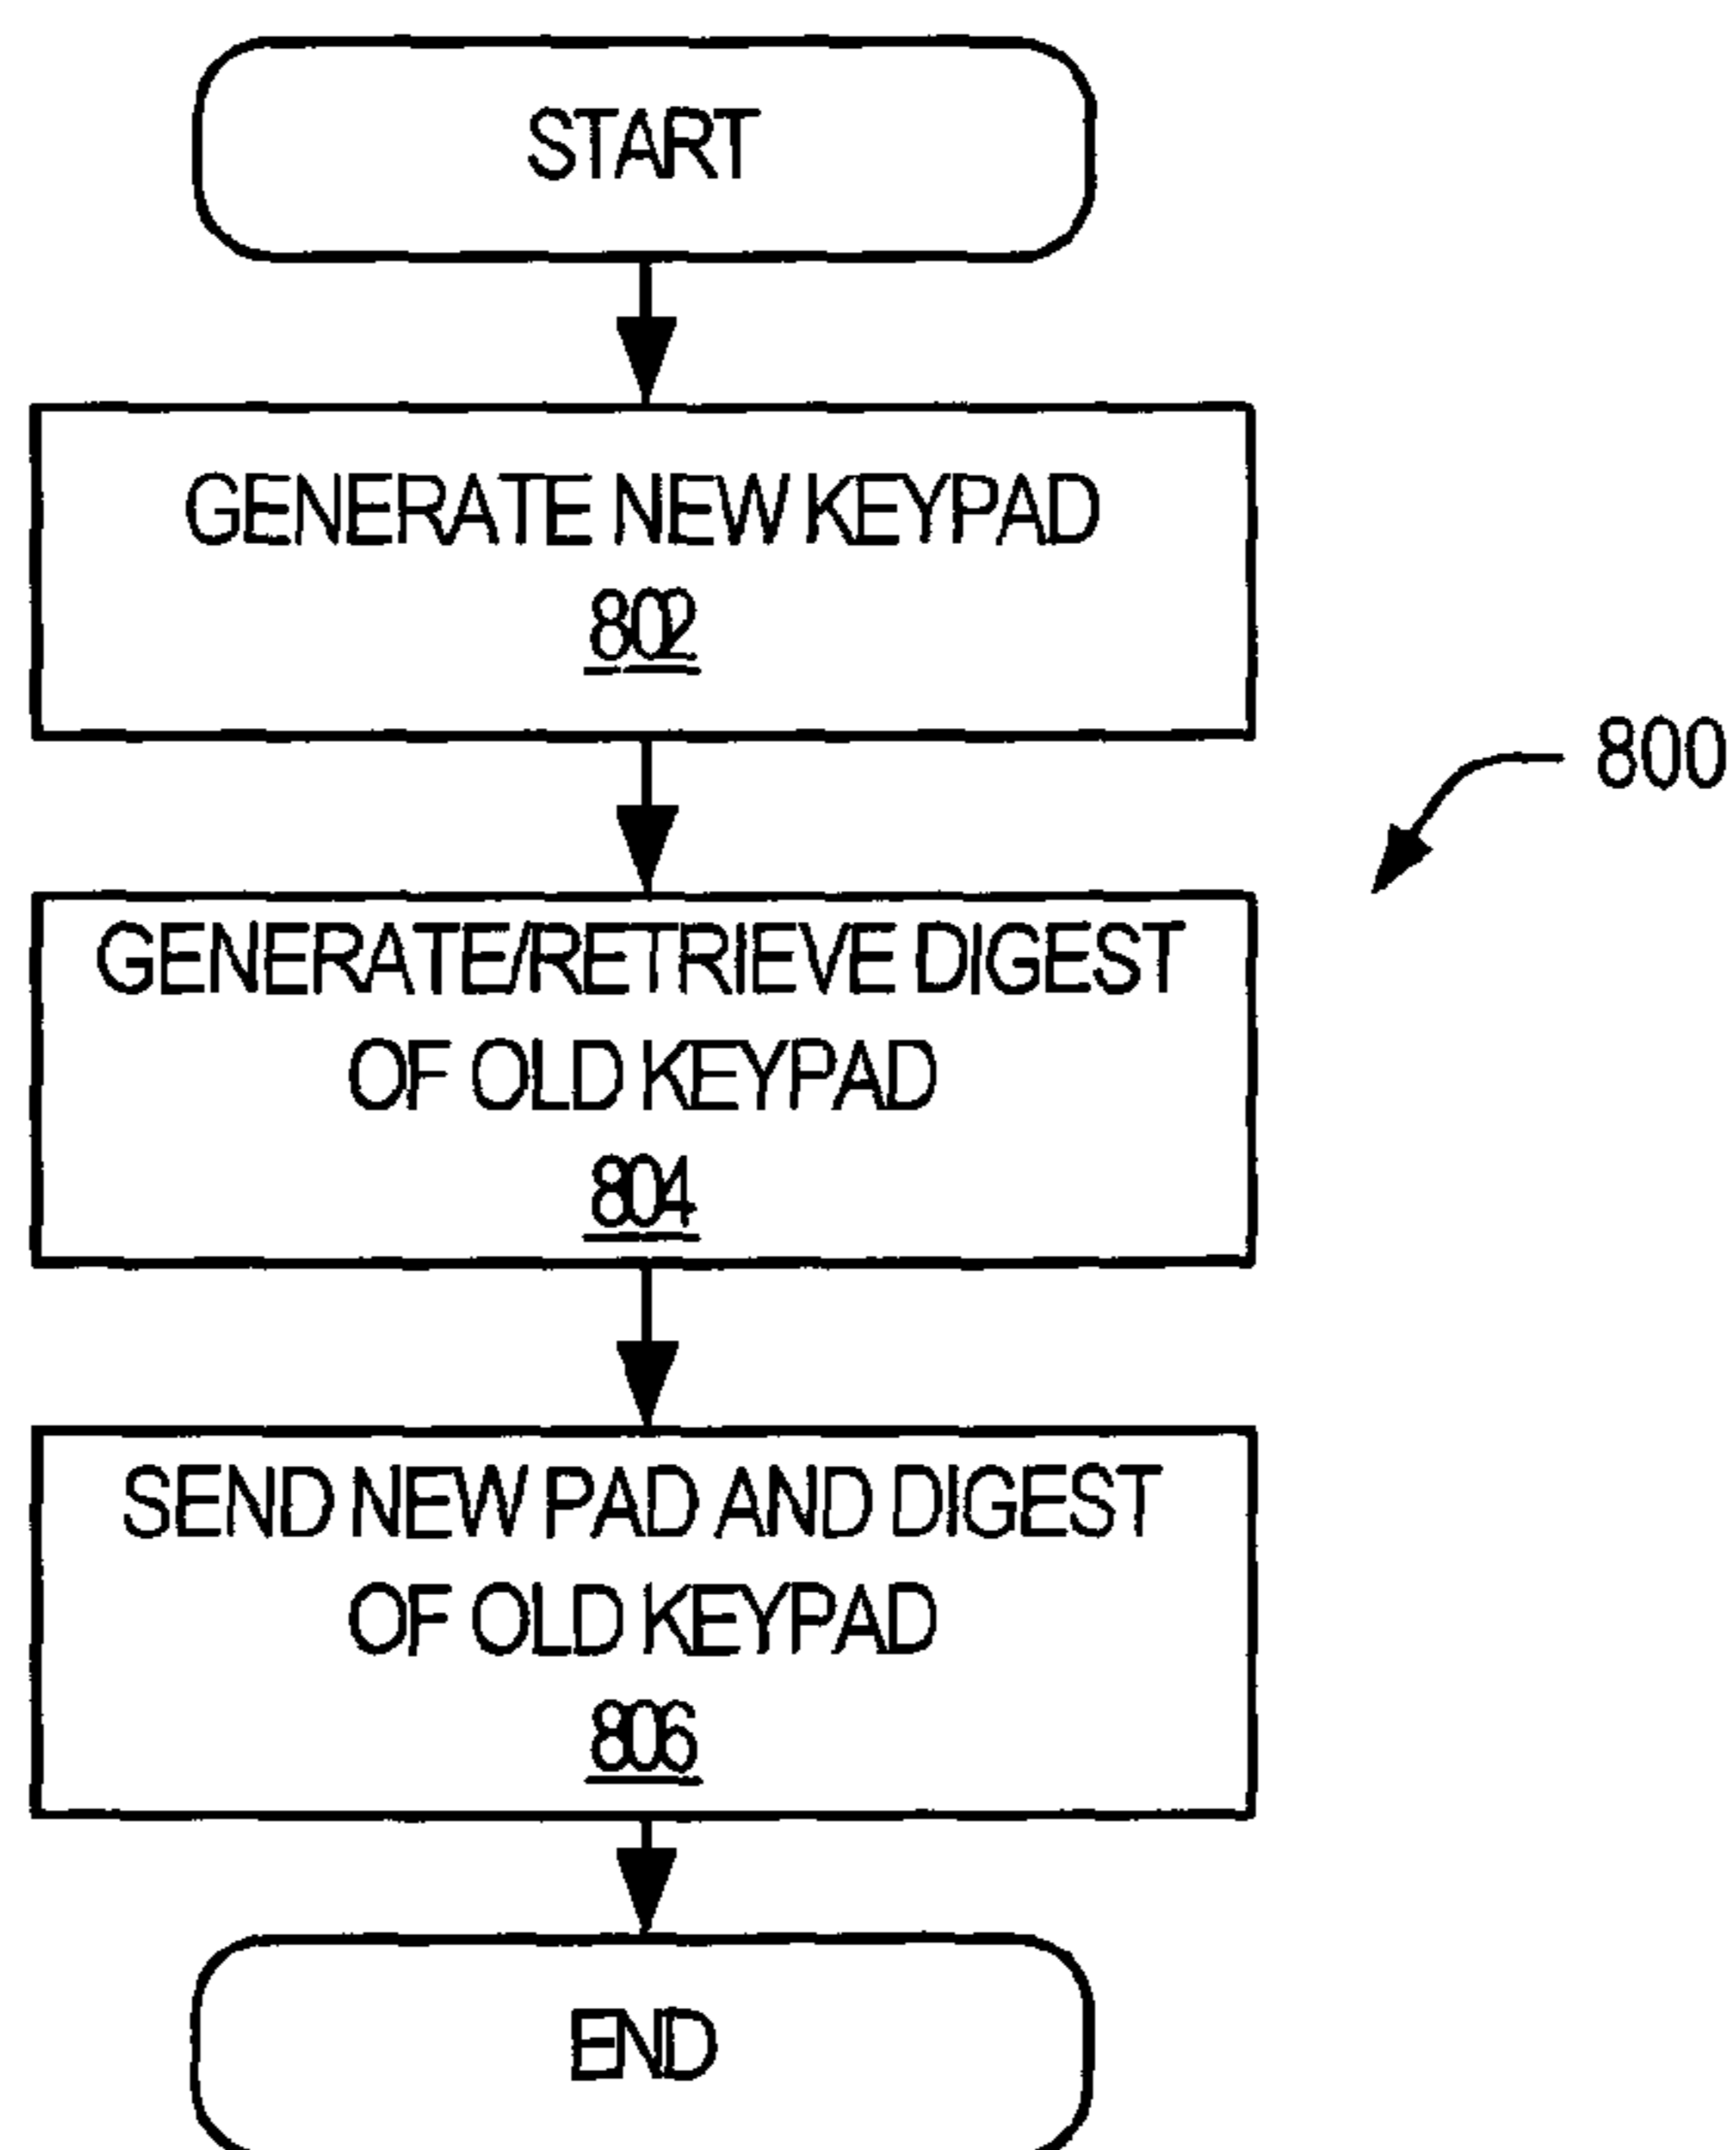 START
GENERATE NEW KEYPAD
802
800
GENERATE/RETRIEVE DIGEST
OF OLD KEYPAD
804
SEND NEW PAD AND DIGEST
OF OLD KEYPAD
806
END